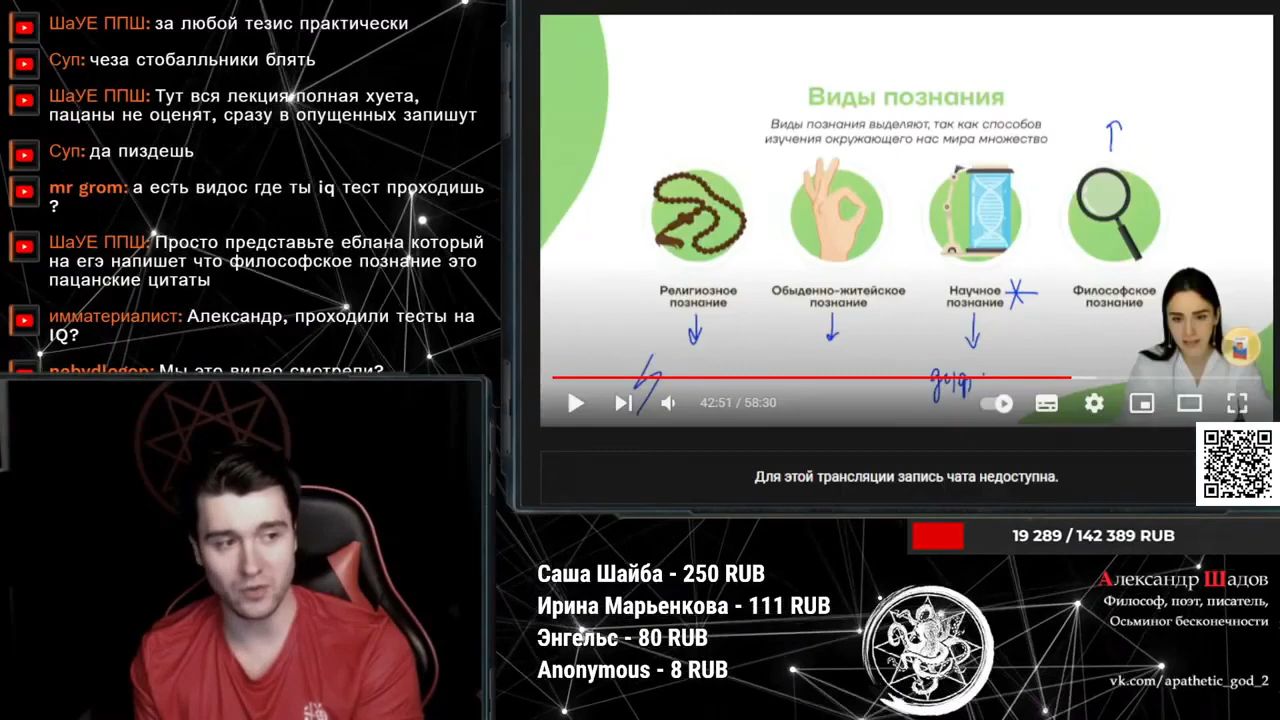 ШаУЕ ППШ: за любой тезис практически
Суп: чеза стобалльники блять
ШаУЕ ППШ: Тут вся лекция полная хуета,
пацаны не оценят, сразу в опущенных запишут
Суп: да пиздешь
mr grom: а есть видос где ты iq тест проходишь
?
ШаУЕ ППШ: Просто представьте еблана который
на егэ напишет что философское познание это
пацанские цитаты
имматериалист: Александр, проходили тесты на
IQ?
Мы это видео смотрели?
Виды познания
Виды познания выделяют, так как способов
изучения окружающего нас мира множество
Религиозное
познание
Обыденно-житейское
познание
Научное
познание
Философское
познание
42:51 / 58:30
Для этой трансляции запись чата недоступна.
19 289 / 142 389 RUB
Саша Шайба - 250 RUB
Ирина Марьенкова - 111 RUB
Энгельс - 80 RUB
Anonymous - 8 RUB
Александр Шадов
Философ, поэт, писатель,
Осьминог бесконечности
vk.com/apathetic_god_2